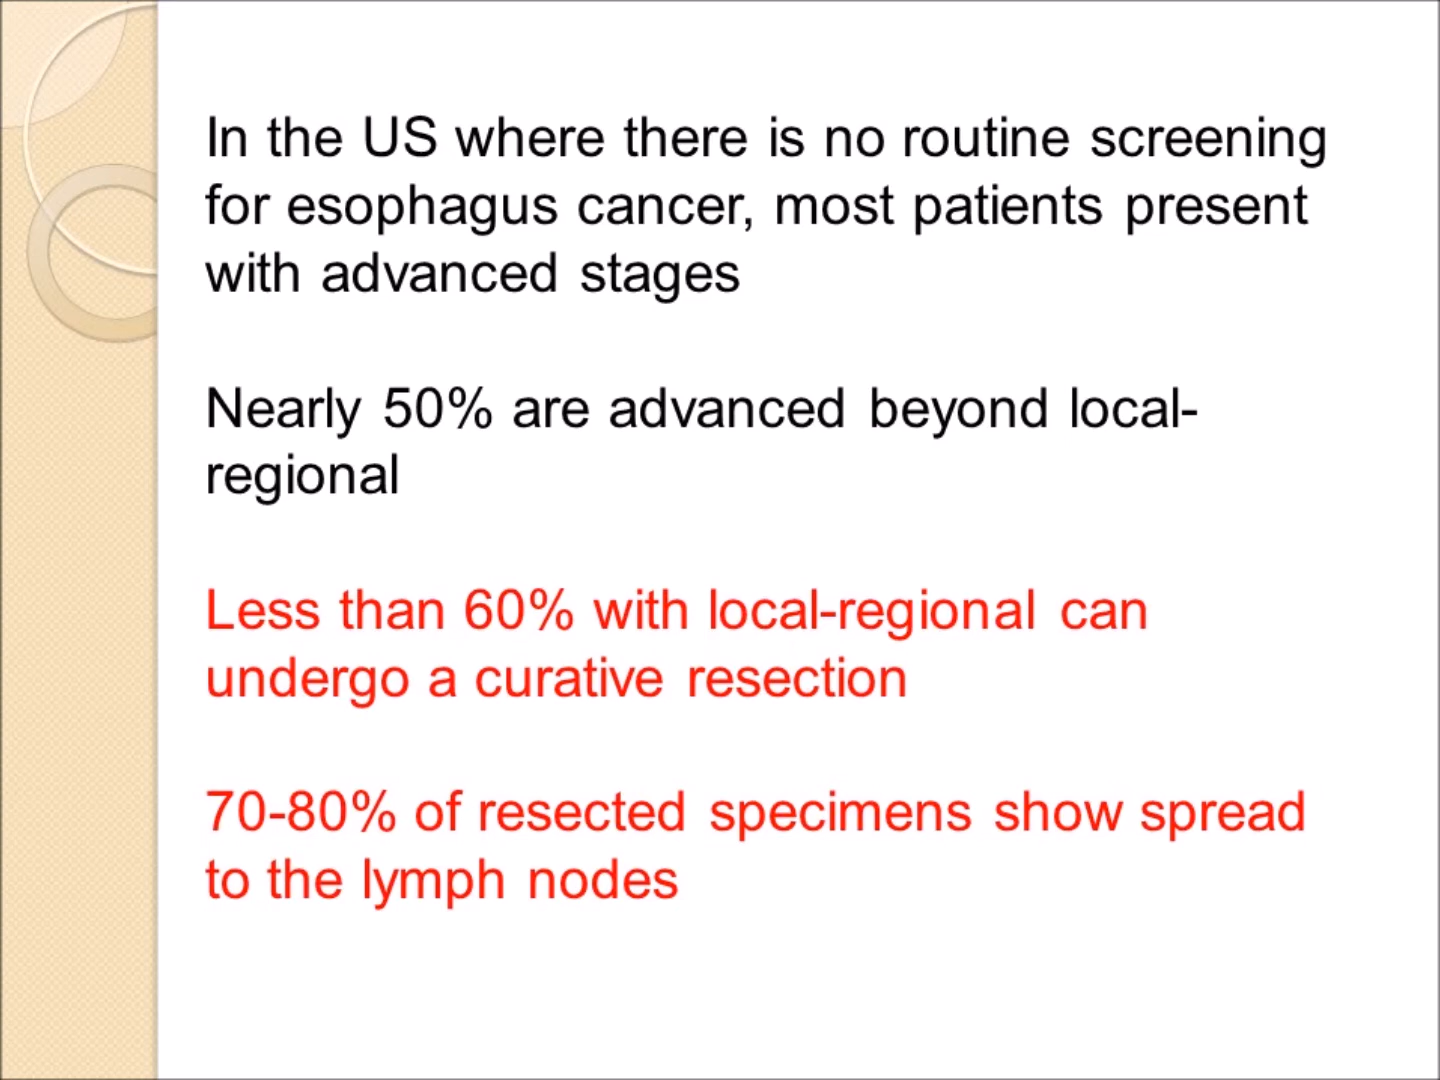 In the US where there is no routine screening
for esophagus cancer, most patients present
with advanced stages
Nearly 50% are advanced beyond local-
regional
Less than 60% with local-regional can
undergo a curative resection
70-80% of resected specimens show spread
to the lymph nodes